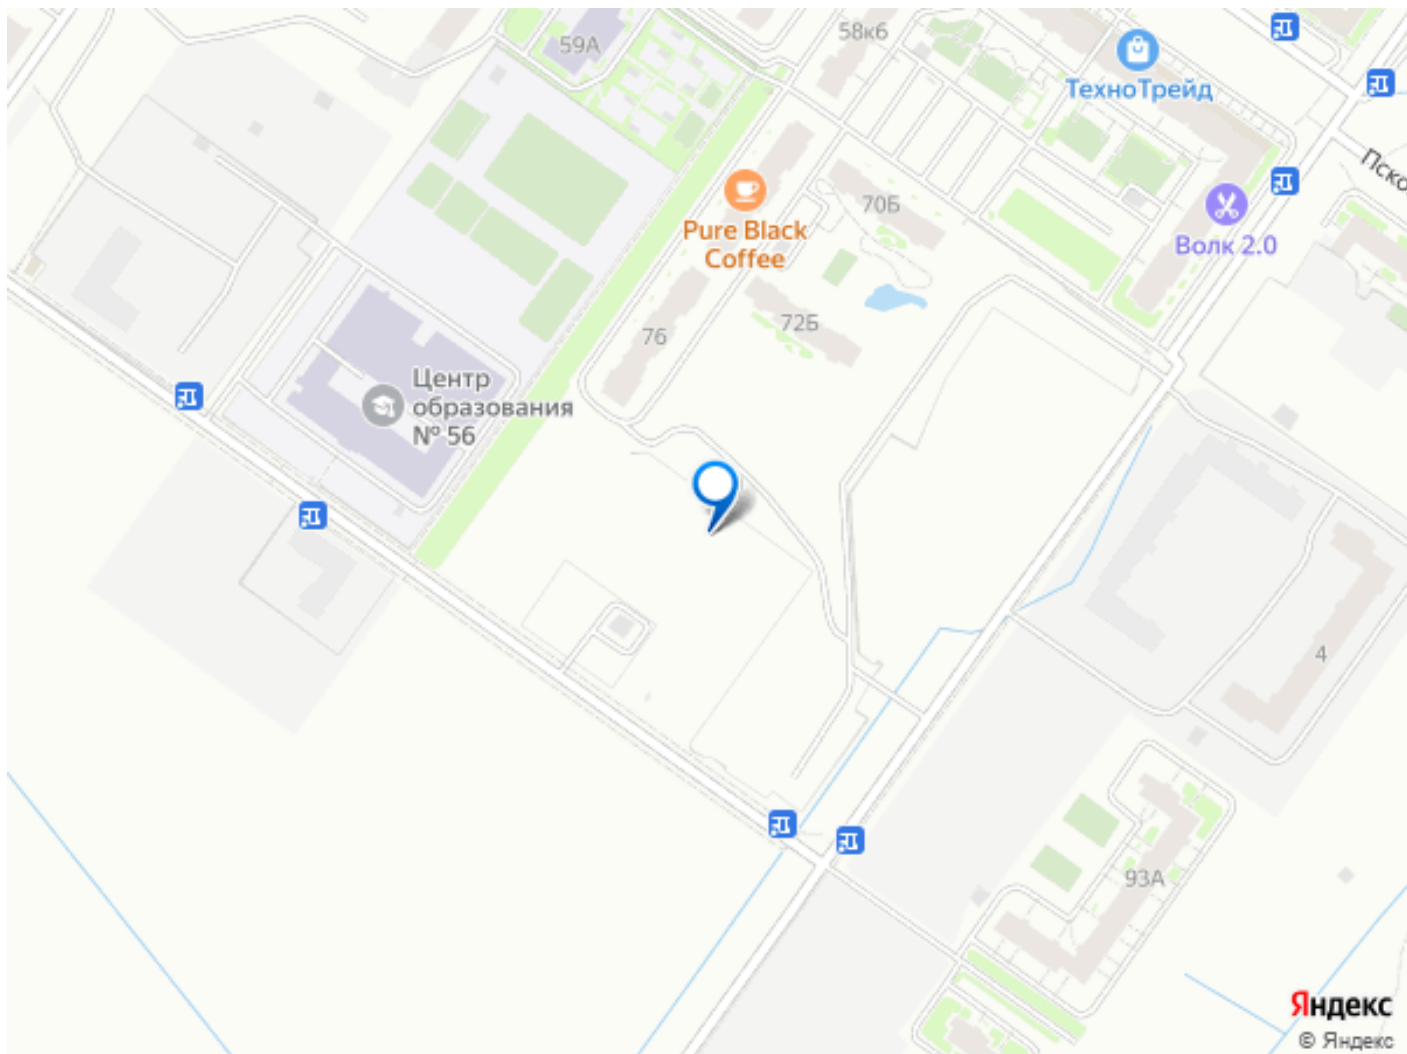 59А
58к6
ТехноТрейд
Пско
70Б
Pure Black
Coffee
Волк 2.0
76
72Б
Центр
образования
№ 56
4
93А
Яндекс
© Яндекс